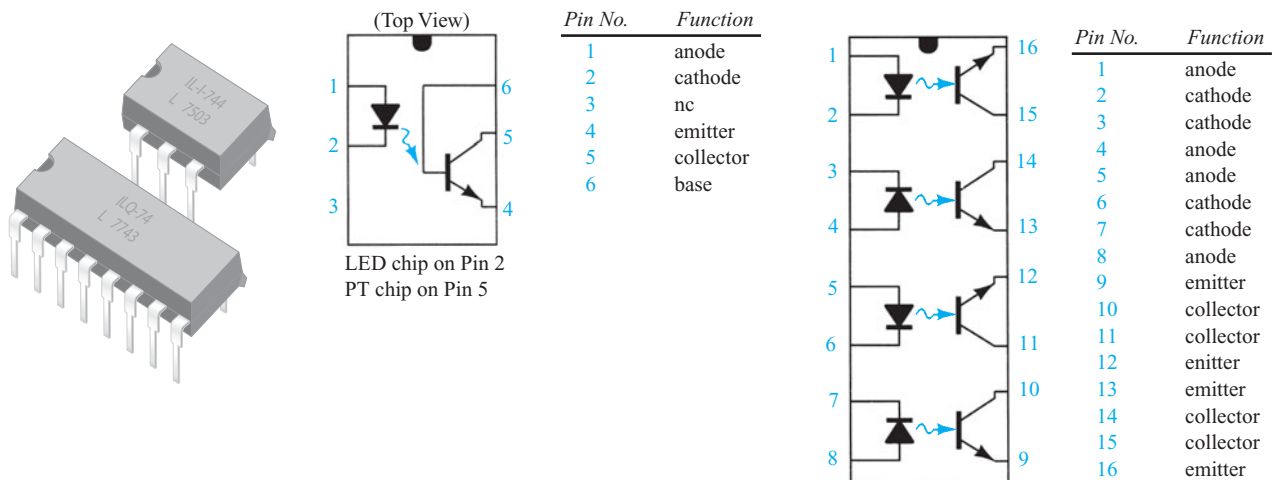 IL-I-744
L 7503
ILQ-74
L 7743
(Top View)
1
2
3
6
5
4
LED chip on Pin 2
PT chip on Pin 5
Pin No. Function
1 anode
2 cathode
3 nc
4 emitter
5 collector
6 base
1
2
3
4
5
6
7
8
16
15
14
13
12
11
10
9
Pin No. Function
1 anode
2 cathode
3 cathode
4 anode
5 anode
6 cathode
7 cathode
8 anode
9 emitter
10 collector
11 collector
12 enitter
13 emitter
14 collector
15 collector
16 emitter